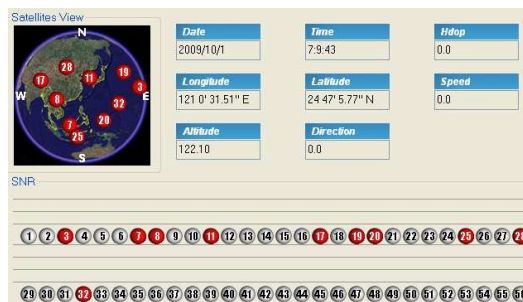 Satellites View
N
28
17
11
19
3
W
E
8
32
7
20
25
S
Date
Time
Hdop
2009/10/1
7:9:43
0.0
Longitude
Latitude
Speed
121 0' 31.51" E
24 47' 5.77" N
0.0
Altitude
Direction
122.10
0.0
SNR
1 2 3 4 5 6 7 8 9 10 11 12 13 14 15 16 17 18 19 20 21 22 23 24 25 26 27 28
29 30 31 32 33 34 35 36 37 38 39 40 41 42 43 44 45 46 47 48 49 50 51 52 53 54 55 56